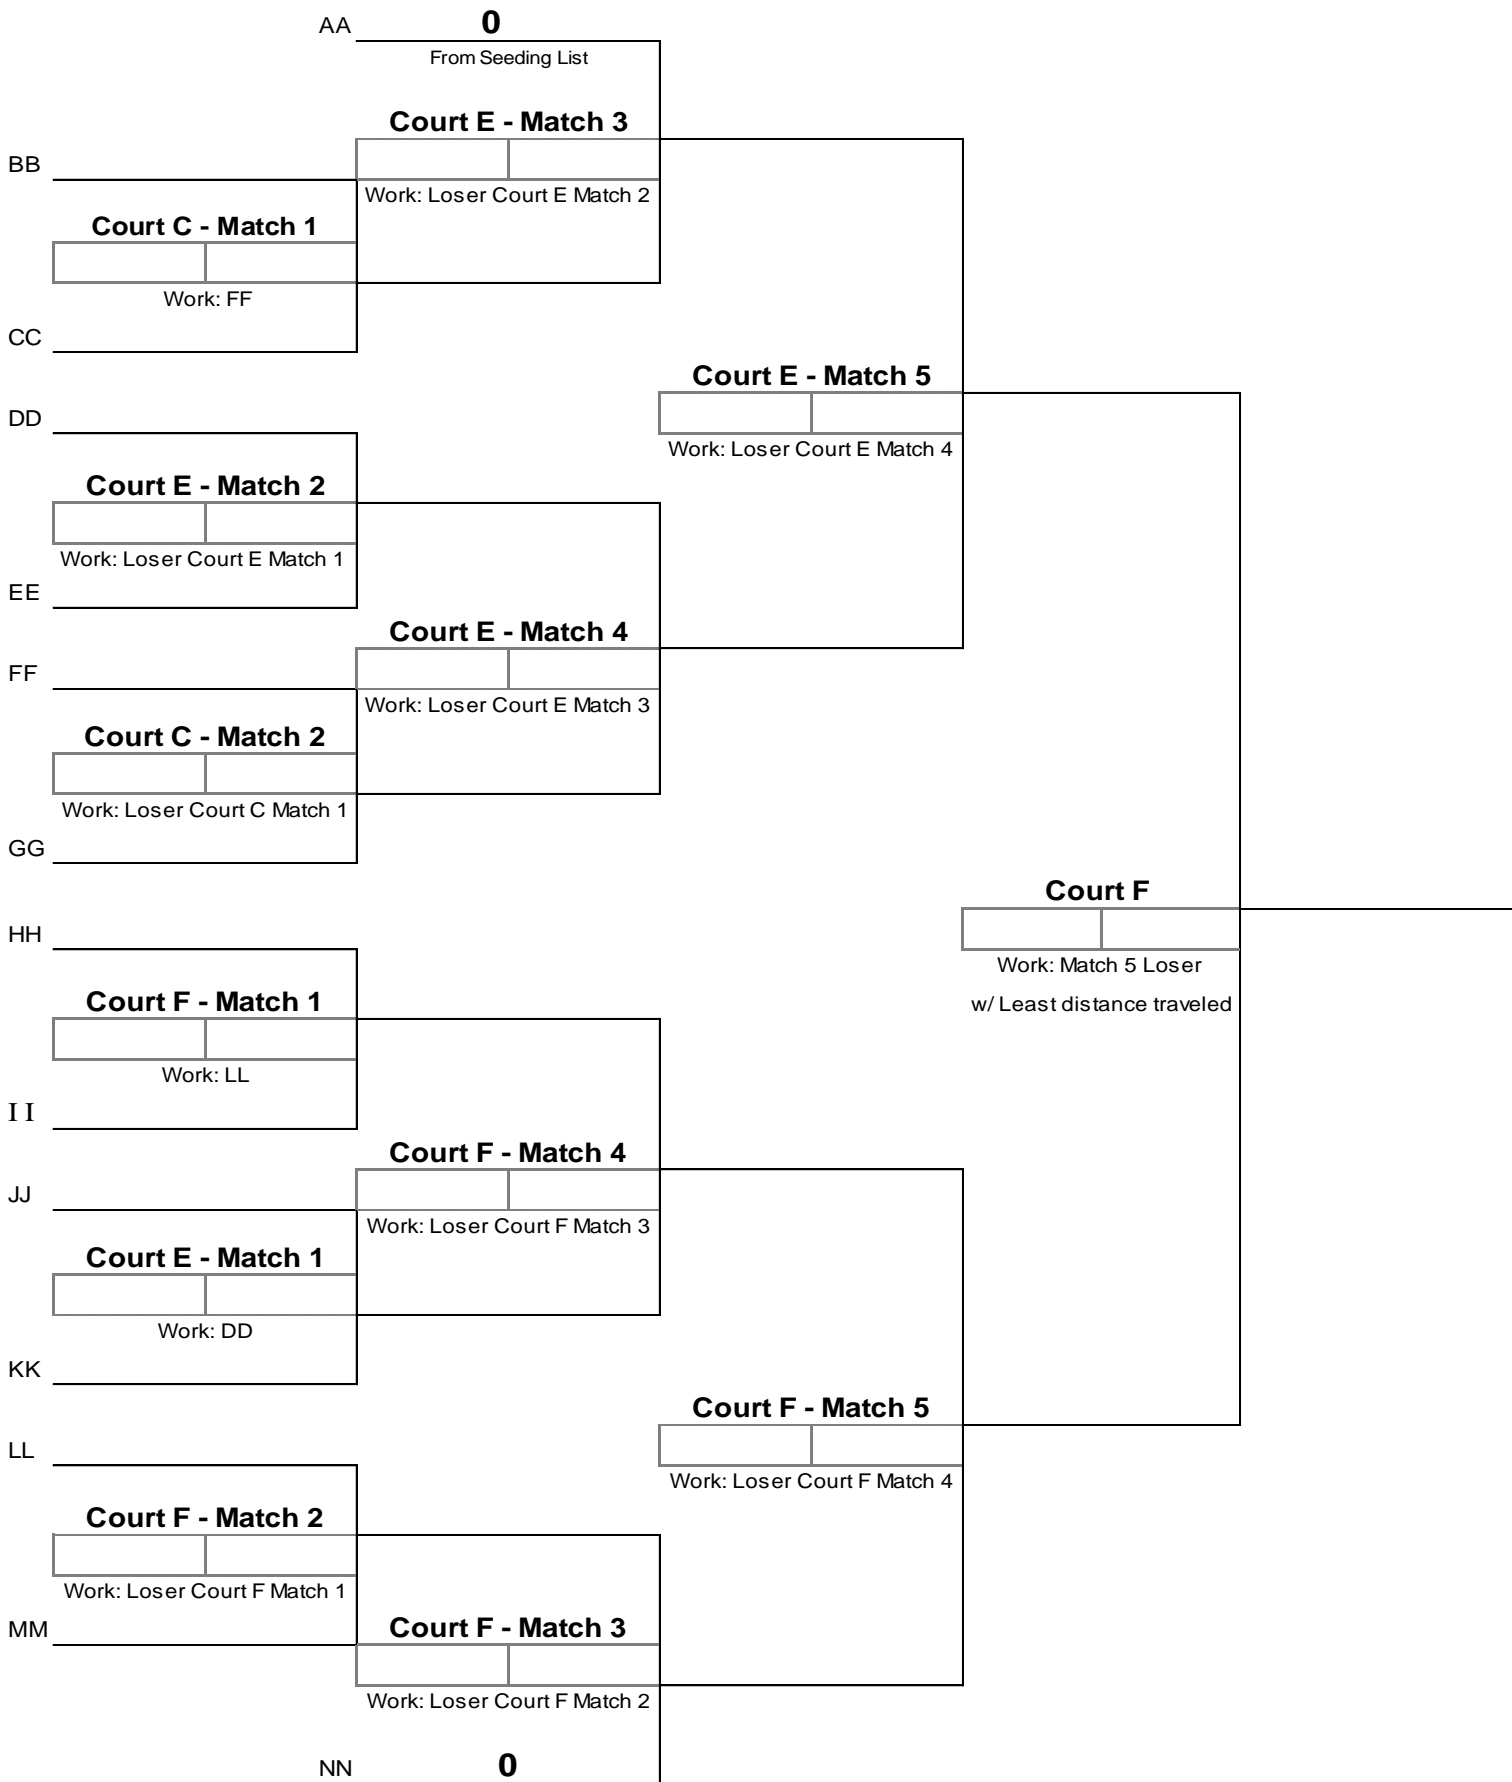 AA 0
From Seeding List
Court E - Match 3
BB
Work: Loser Court E Match 2
Court C - Match 1
Work: FF
CC
Court E - Match 5
DD
Work: Loser Court E Match 4
Court E - Match 2
Work: Loser Court E Match 1
EE
Court E - Match 4
FF
Work: Loser Court E Match 3
Court C - Match 2
Work: Loser Court C Match 1
GG
Court F
HH
Work: Match 5 Loser
w/ Least distance traveled
Court F - Match 1
Work: LL
I I
Court F - Match 4
JJ
Work: Loser Court F Match 3
Court E - Match 1
Work: DD
KK
Court F - Match 5
LL
Work: Loser Court F Match 4
Court F - Match 2
Work: Loser Court F Match 1
MM
Court F - Match 3
Work: Loser Court F Match 2
NN 0